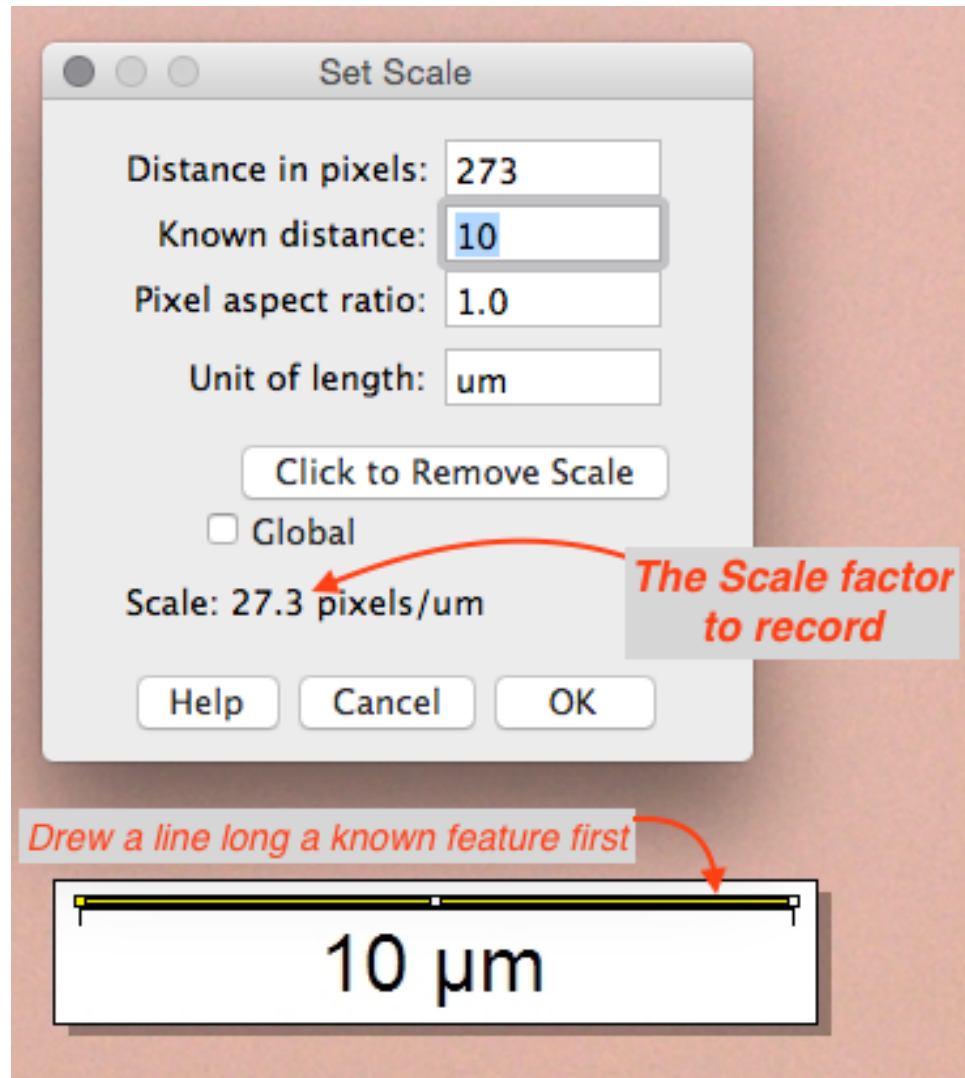 Set Scale
Distance in pixels: 273
Known distance: 10
Pixel aspect ratio: 1.0
Unit of length: um
Click to Remove Scale
Global
The Scale factor
to record
Scale: 27.3 pixels/um
Help Cancel OK
Drew a line long a known feature first
10 µm